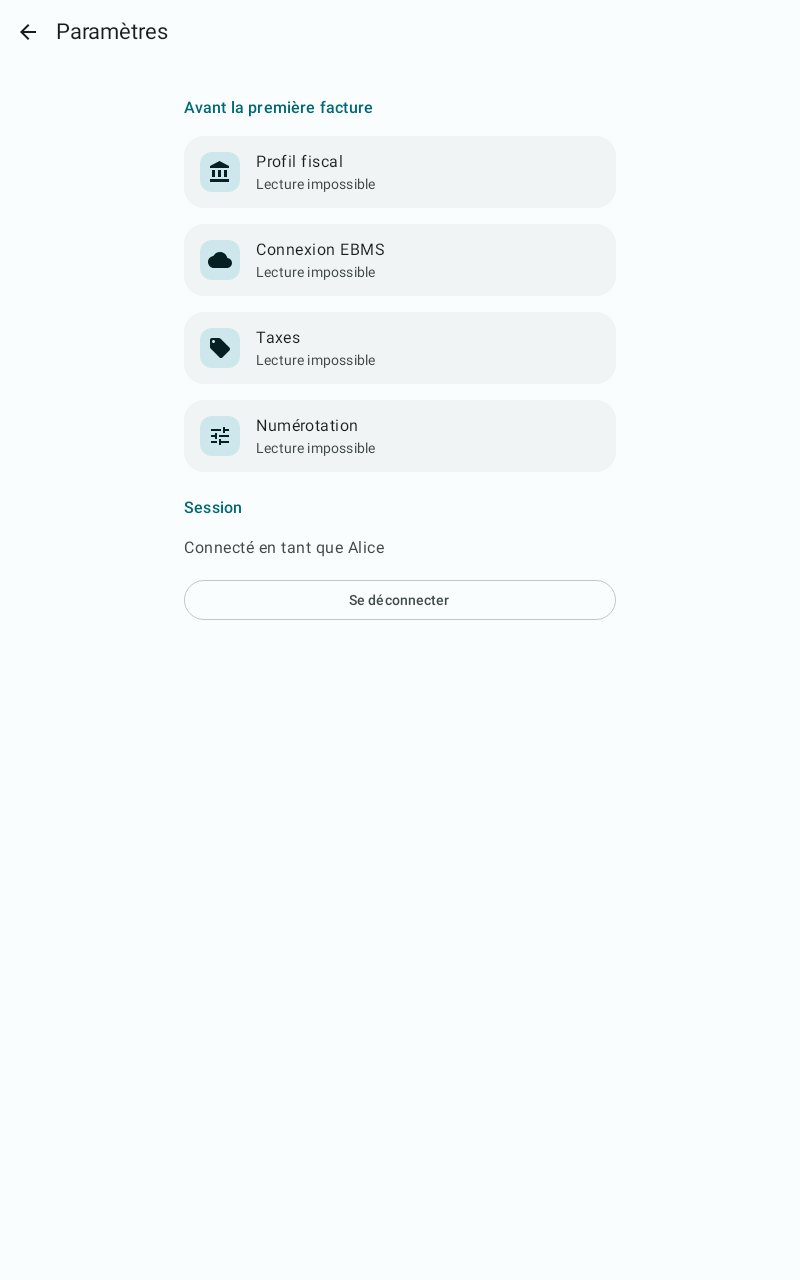 Paramètres
Avant la première facture
Profil fiscal
Lecture impossible
Connexion EBMS
Lecture impossible
Taxes
Lecture impossible
Numérotation
Lecture impossible
Session
Connecté en tant que Alice
Se déconnecter